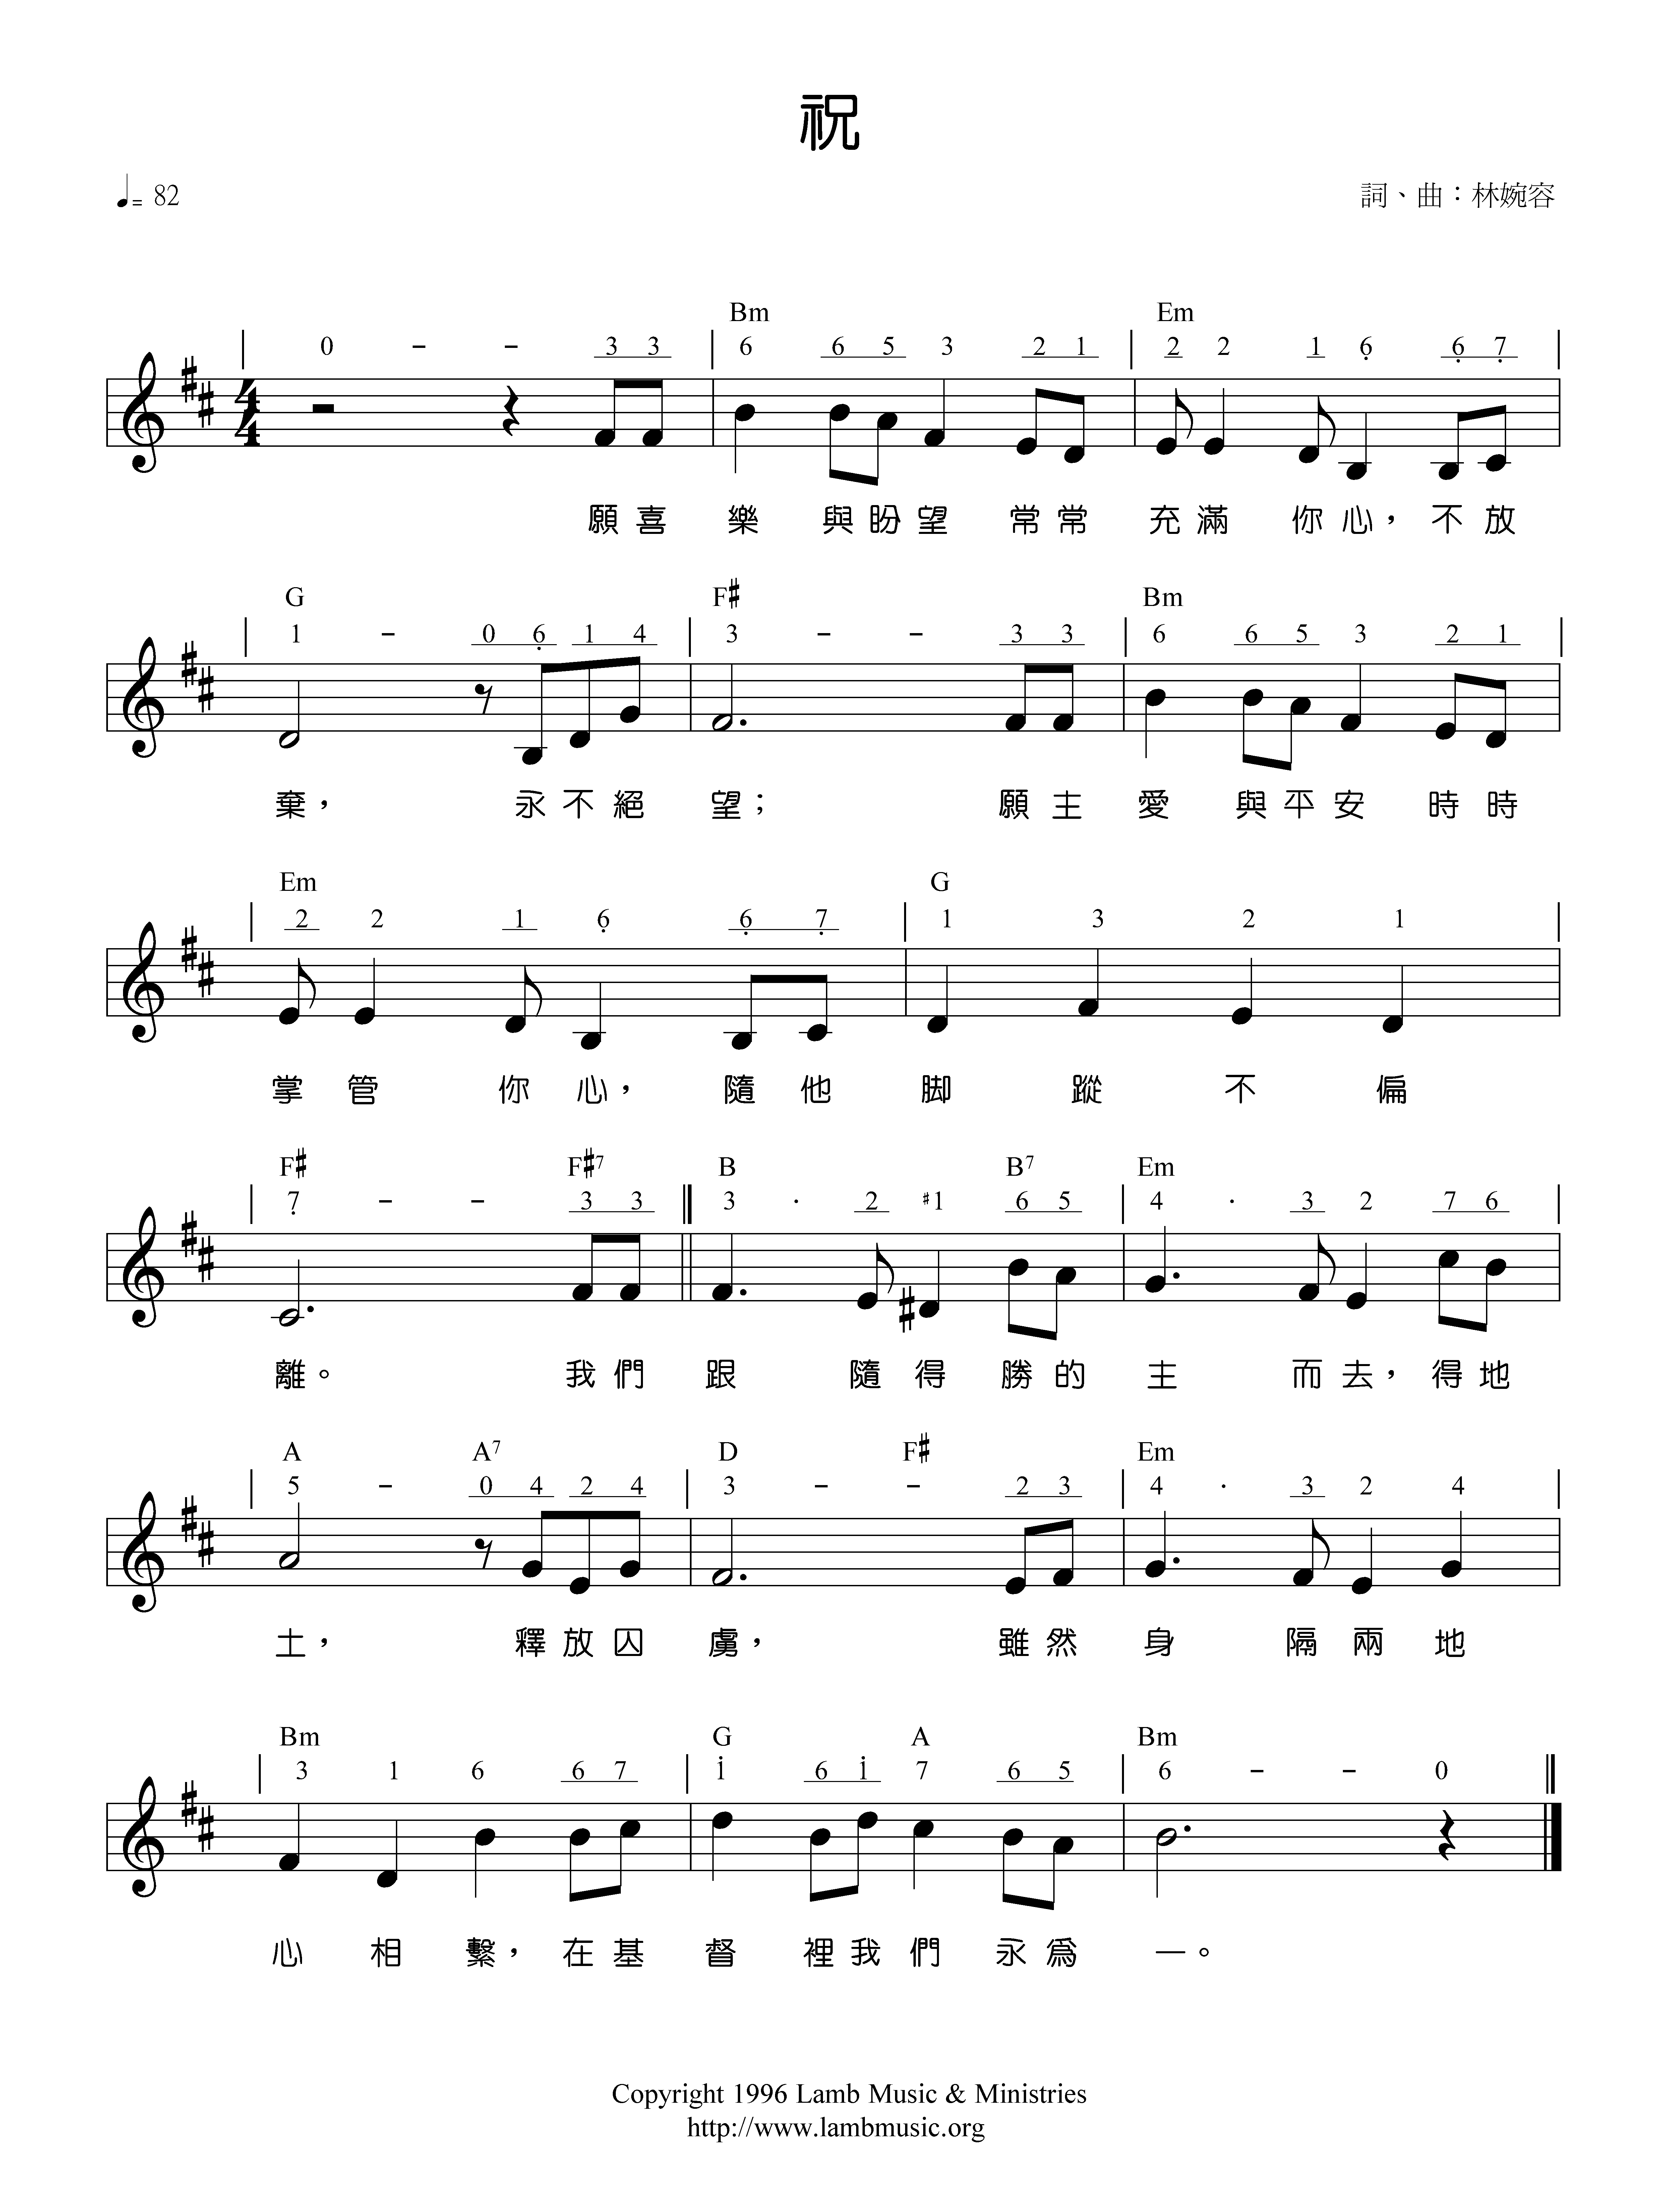 祝
♩= 82
詞、曲：林婉容
Bm Em
| 0 - - 3 3 | 6 6 5 3 2 1 | 2 2 1 6̣ 6̣ 7̣ |
願喜 樂 與盼望 常常 充滿 你心， 不放
G F♯ Bm
| 1 - 0 6̣ 1 4 | 3 - - 3 3 | 6 6 5 3 2 1 |
棄， 永不絕 望； 願主 愛 與平安 時時
Em G
| 2 2 1 6̣ 6̣ 7̣ | 1 3 2 1 |
掌管 你心， 隨他 脚 蹤 不 偏
F♯ F♯7 B B7 Em
| 7̣ - - 3 3 || 3 · 2 ♯1 6 5 | 4 · 3 2 7 6 |
離。 我們 跟 隨得 勝的 主 而去，得地
A A7 D F♯ Em
| 5 - 0 4 2 4 | 3 - - 2 3 | 4 · 3 2 4 |
土， 釋放囚 虜， 雖然 身 隔兩地
Bm G A Bm
| 3 1 6 6 7 | 1̇ 6 1̇ 7 6 5 | 6 - - 0 ||
心 相 繫，在基 督 裡我們 永爲 一。
Copyright 1996 Lamb Music & Ministries
http://www.lambmusic.org